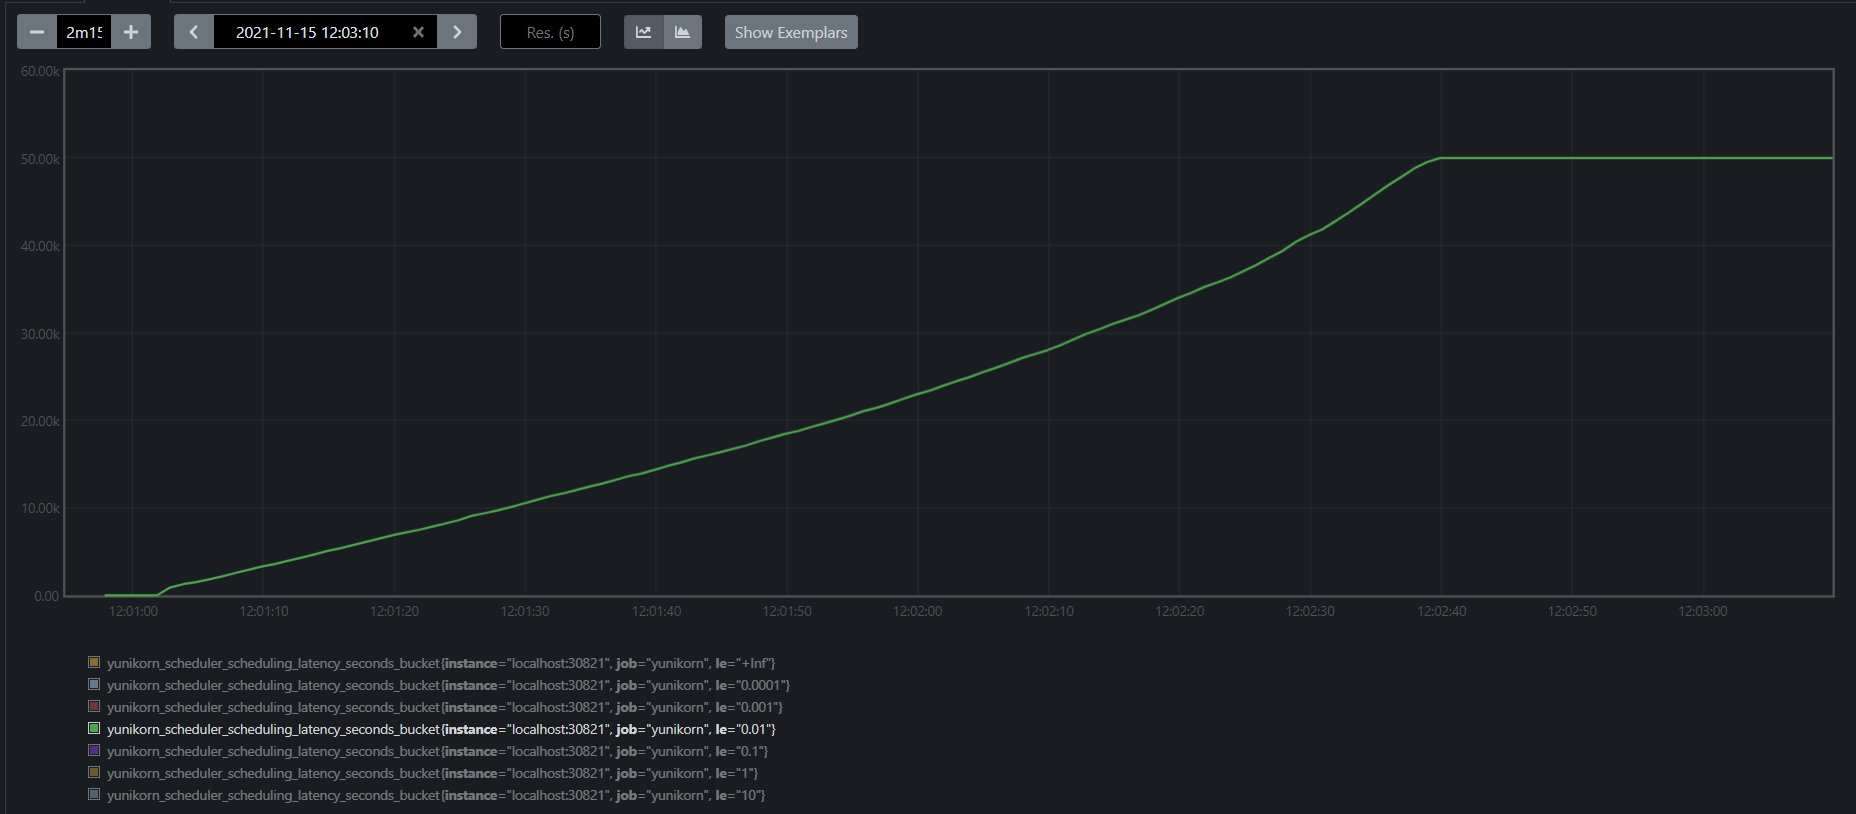 2m15
2021-11-15 12:03:10
Res. (s)
Show Exemplars
60.00k
50.00k
40.00k
30.00k
20.00k
10.00k
0.00
12:01:00 12:01:10 12:01:20 12:01:30 12:01:40 12:01:50 12:02:00 12:02:10 12:02:20 12:02:30 12:02:40 12:02:50 12:03:00
yunikorn_scheduler_scheduling_latency_seconds_bucket{instance="localhost:30821", job="yunikorn", le="+Inf"}
yunikorn_scheduler_scheduling_latency_seconds_bucket{instance="localhost:30821", job="yunikorn", le="0.0001"}
yunikorn_scheduler_scheduling_latency_seconds_bucket{instance="localhost:30821", job="yunikorn", le="0.001"}
yunikorn_scheduler_scheduling_latency_seconds_bucket{instance="localhost:30821", job="yunikorn", le="0.01"}
yunikorn_scheduler_scheduling_latency_seconds_bucket{instance="localhost:30821", job="yunikorn", le="0.1"}
yunikorn_scheduler_scheduling_latency_seconds_bucket{instance="localhost:30821", job="yunikorn", le="1"}
yunikorn_scheduler_scheduling_latency_seconds_bucket{instance="localhost:30821", job="yunikorn", le="10"}